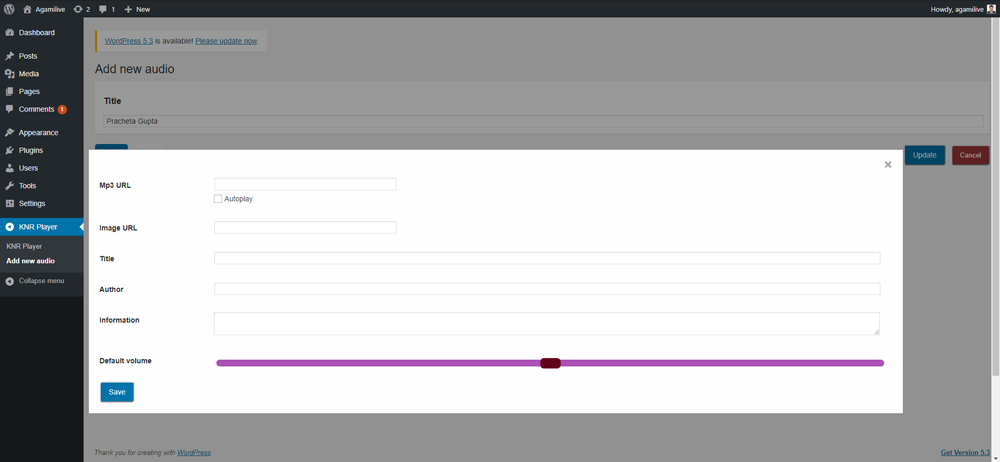 Agamilive
2
1
New
Howdy, agamilive
Dashboard
Posts
Media
Pages
Comments 1
Appearance
Plugins
Users
Tools
Settings
KNR Player
KNR Player
Add new audio
Collapse menu
WordPress 5.3 is available! Please update now.
Add new audio
Title
Pracheta Gupta
Update
Cancel
Mp3 URL
Autoplay
Image URL
Title
Author
Information
Default volume
Save
Thank you for creating with WordPress.
Get Version 5.3